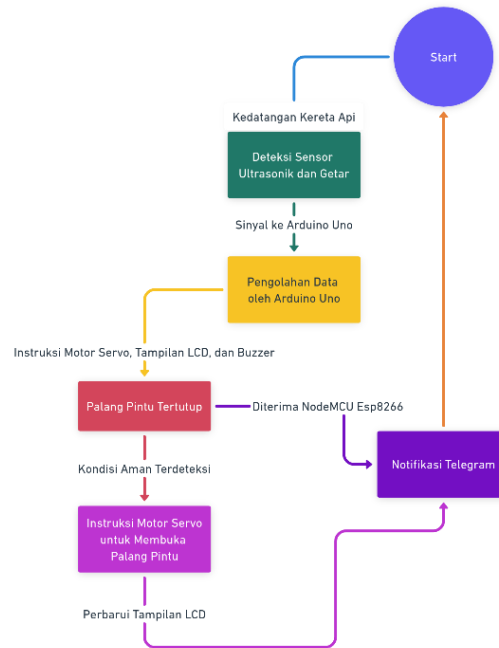 Start
Kedatangan Kereta Api
Deteksi Sensor
Ultrasonik dan Getar
Sinyal ke Arduino Uno
Pengolahan Data
oleh Arduino Uno
Instruksi Motor Servo, Tampilan LCD, dan Buzzer
Palang Pintu Tertutup
Diterima NodeMCU Esp8266
Notifikasi Telegram
Kondisi Aman Terdeteksi
Instruksi Motor Servo
untuk Membuka
Palang Pintu
Perbarui Tampilan LCD